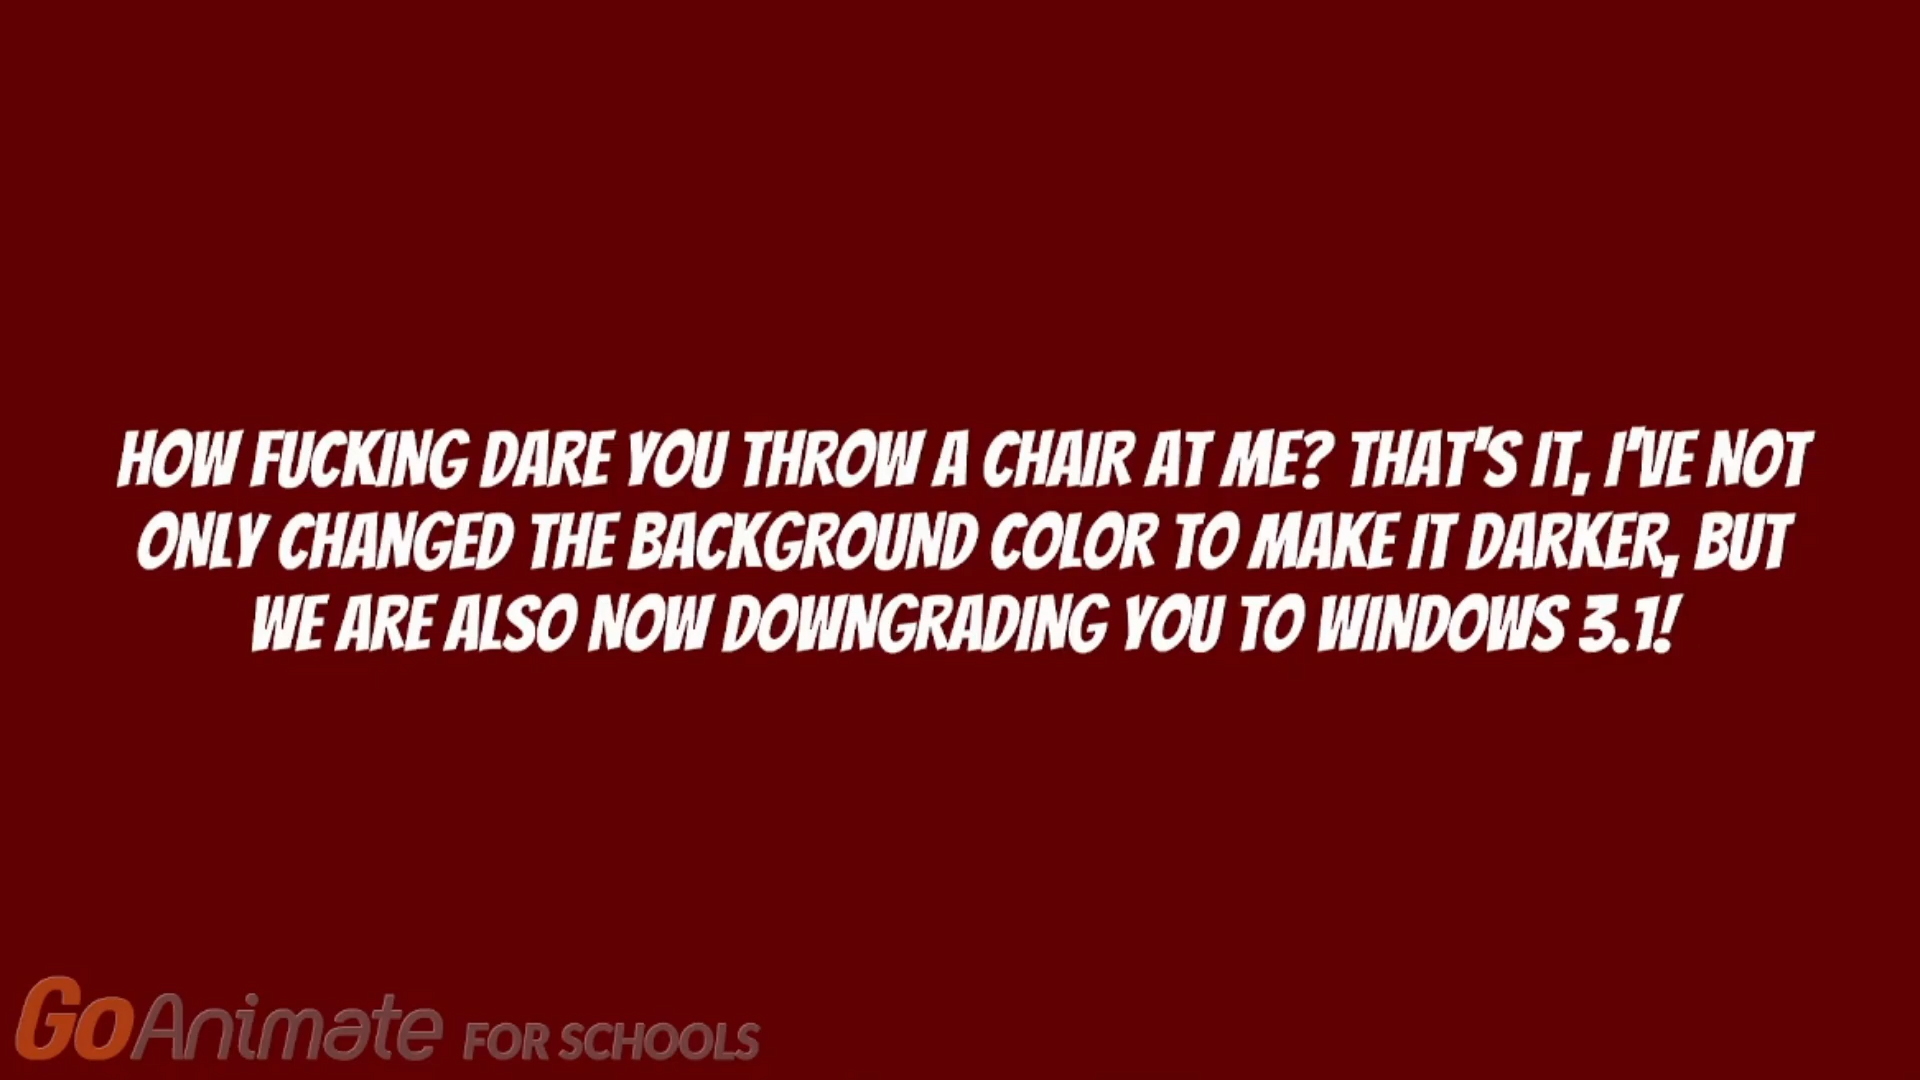 HOW FUCKING DARE YOU THROW A CHAIR AT ME? THAT'S IT, I'VE NOT
ONLY CHANGED THE BACKGROUND COLOR TO MAKE IT DARKER, BUT
WE ARE ALSO NOW DOWNGRADING YOU TO WINDOWS 3.1!
GoAnimate FOR SCHOOLS